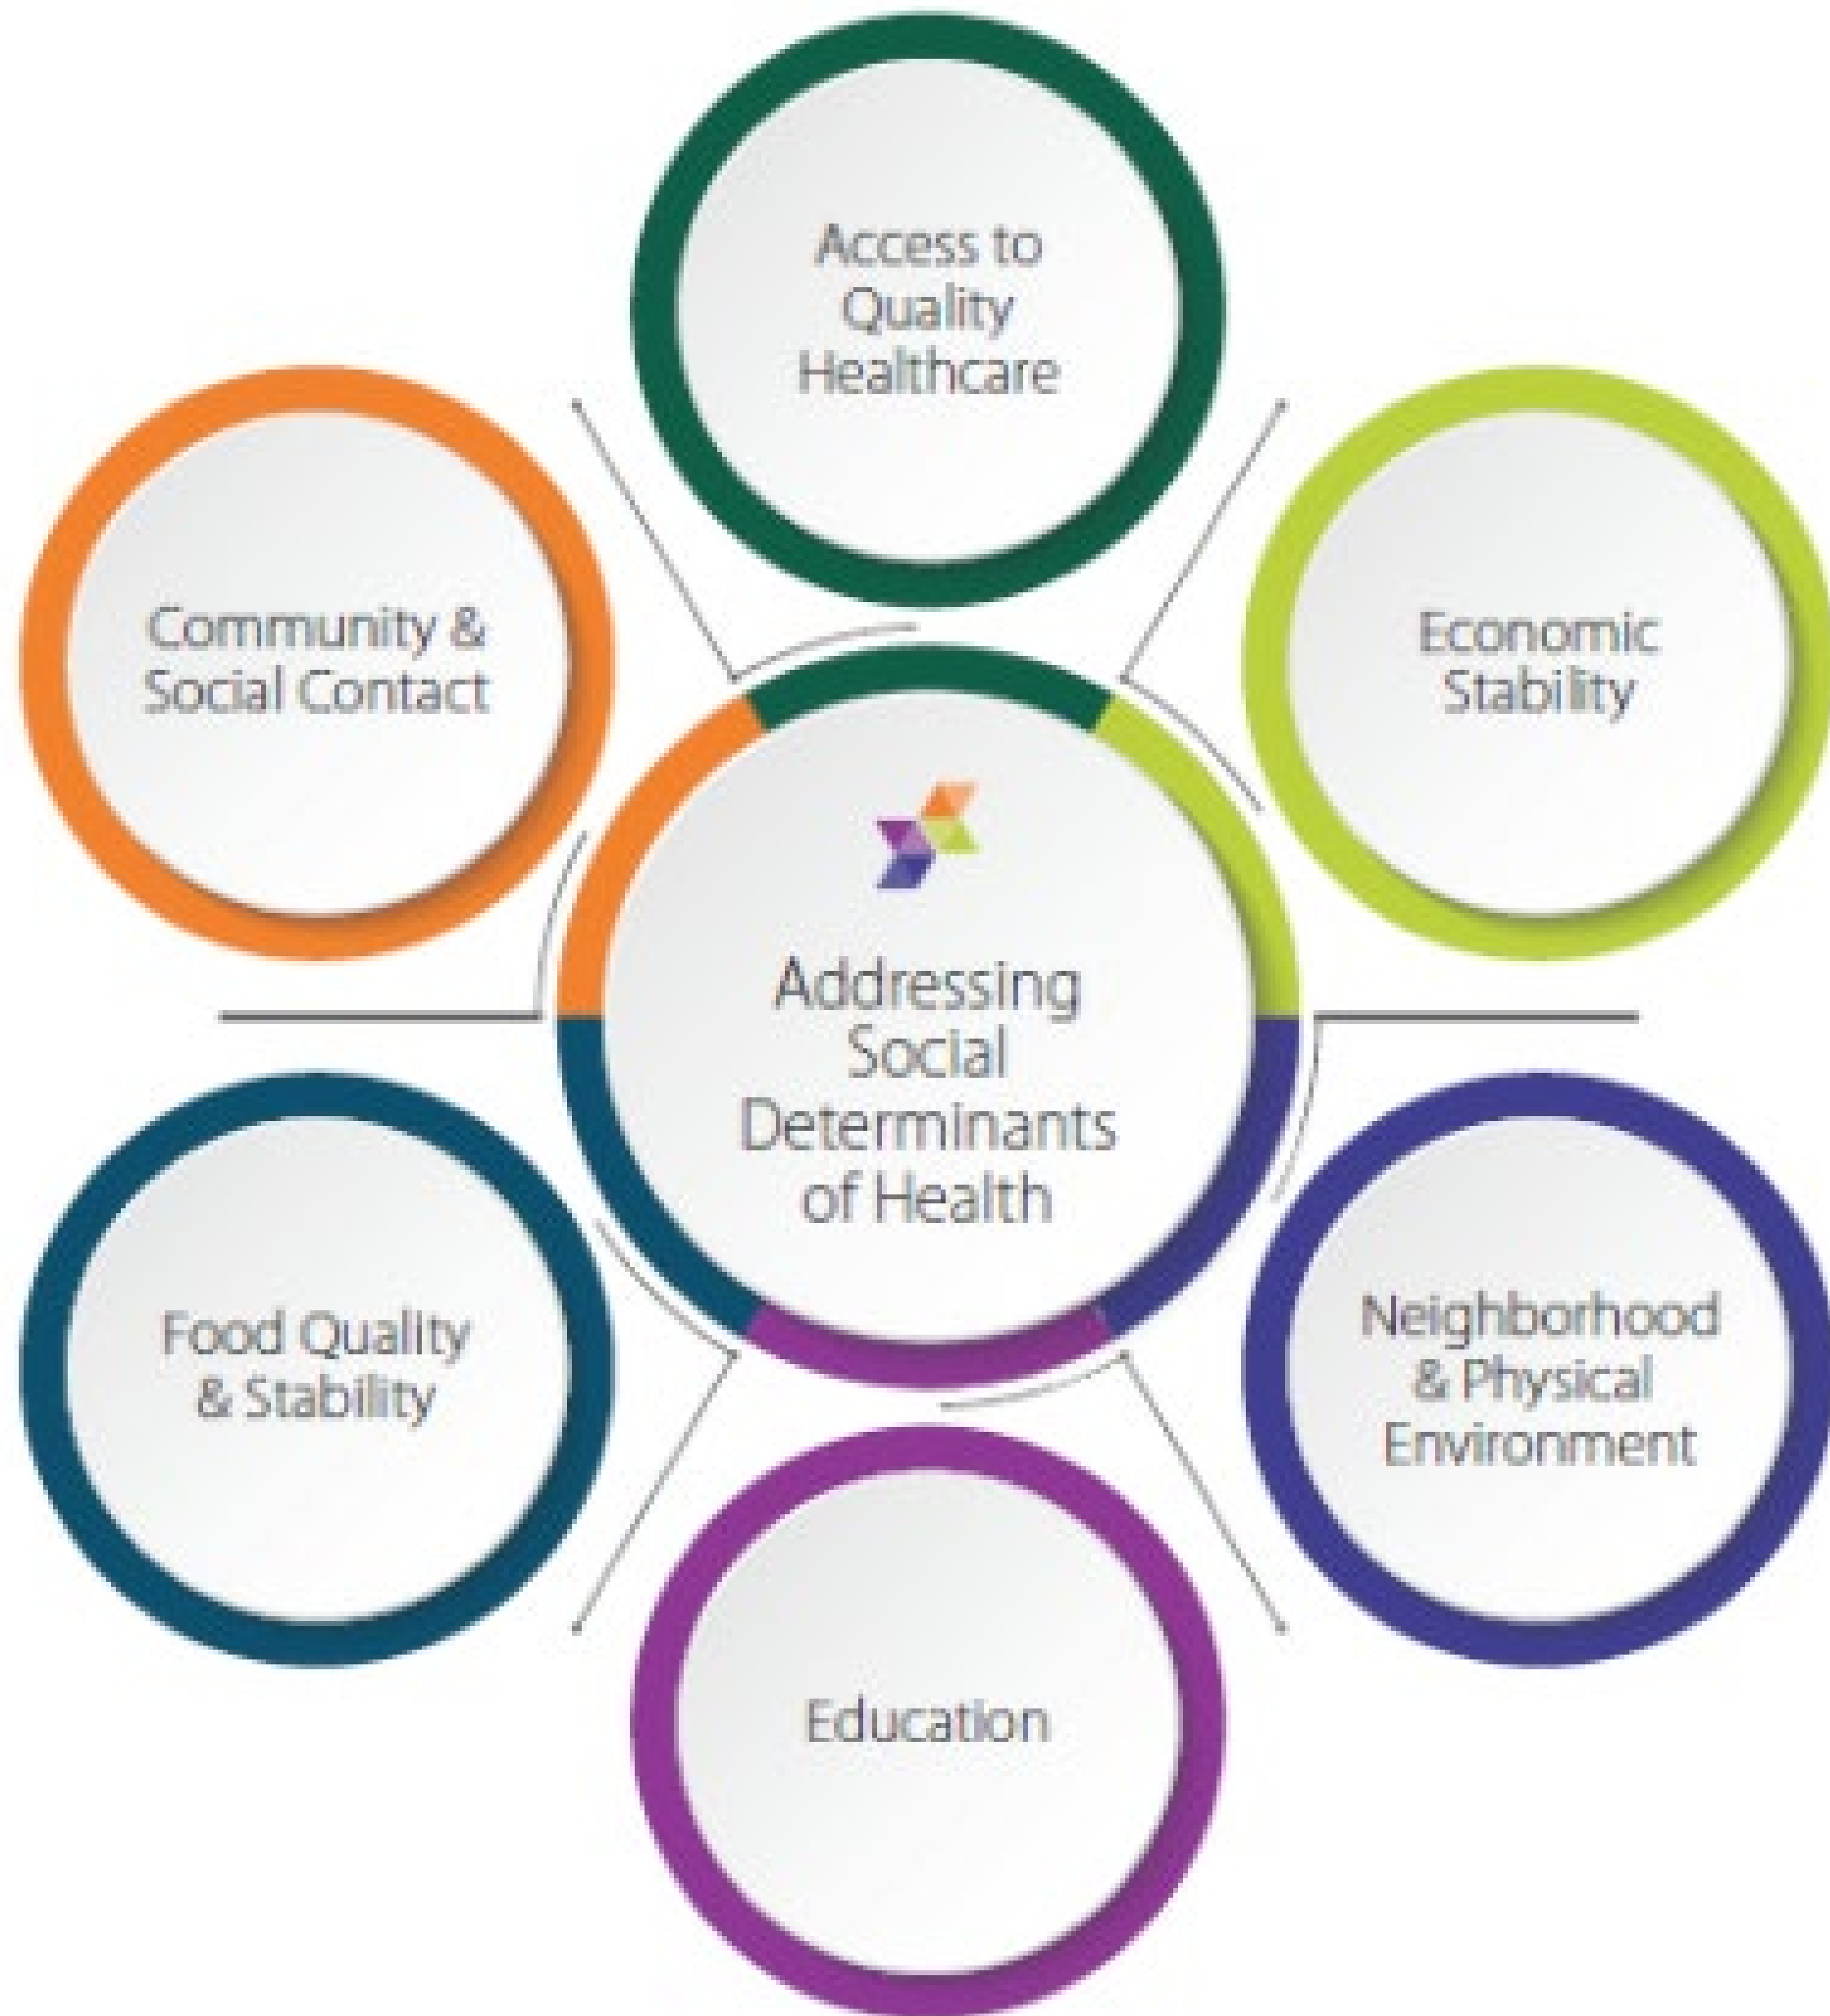 Access to
Quality
Healthcare
Community &
Social Contact
Economic
Stability
Addressing
Social
Determinants
of Health
Food Quality
& Stability
Neighborhood
& Physical
Environment
Education